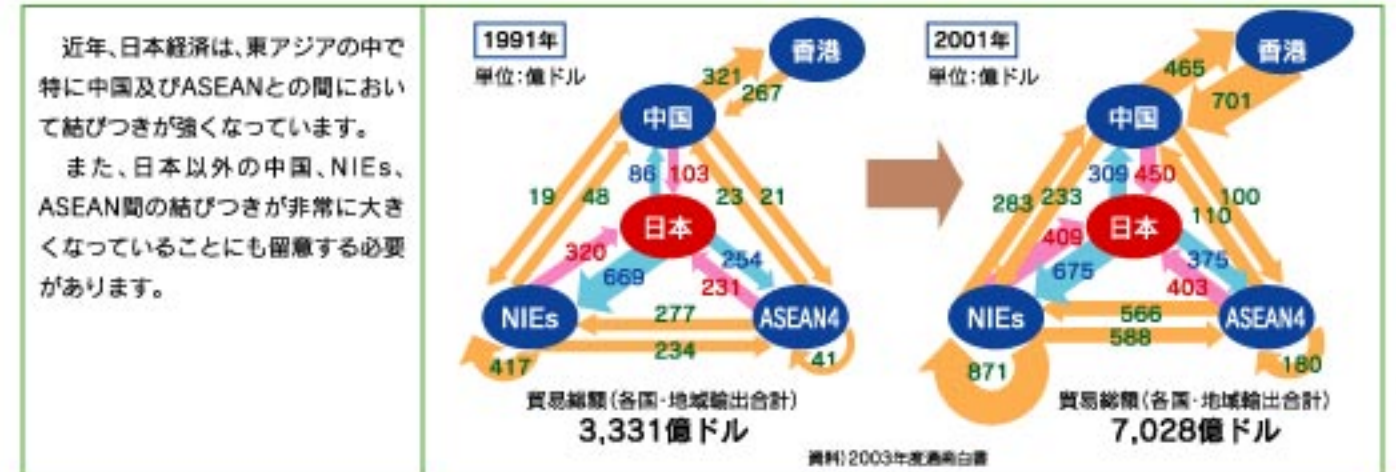 近年、日本経済は、東アジアの中で
特に中国及びASEANとの間におい
て結びつきが強くなっています。
また、日本以外の中国、NIEs、
ASEAN間の結びつきが非常に大き
くなっていることにも留意する必要
があります。
1991年
単位：億ドル
香港
321
267
中国
86
103
19
48
23
21
日本
320
669
254
231
NIEs
ASEAN4
277
234
417
41
貿易総額（各国・地域輸出合計）
3,331億ドル
2001年
単位：億ドル
香港
465
701
中国
309
450
283
233
100
110
日本
409
675
375
403
NIEs
ASEAN4
566
588
871
180
貿易総額（各国・地域輸出合計）
7,028億ドル
資料）2003年度通商白書